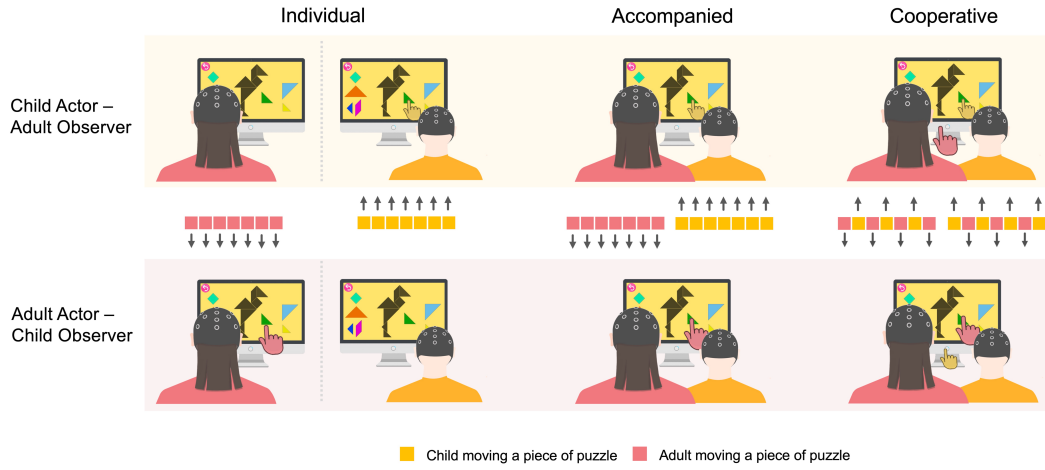 Individual
Accompanied
Cooperative
Child Actor –
Adult Observer
Adult Actor –
Child Observer
Child moving a piece of puzzle
Adult moving a piece of puzzle